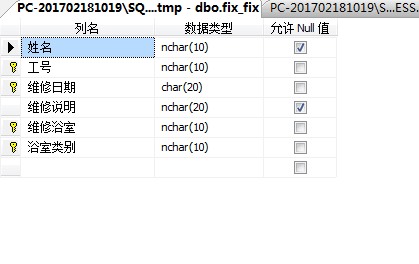 PC-201702181019\SQ....tmp - dbo.fix_fix PC-201702181019\S...ESS.
列名 数据类型 允许 Null 值
姓名 nchar(10)
工号 nchar(10)
维修日期 char(20)
维修说明 nchar(20)
维修浴室 nchar(10)
浴室类别 nchar(10)